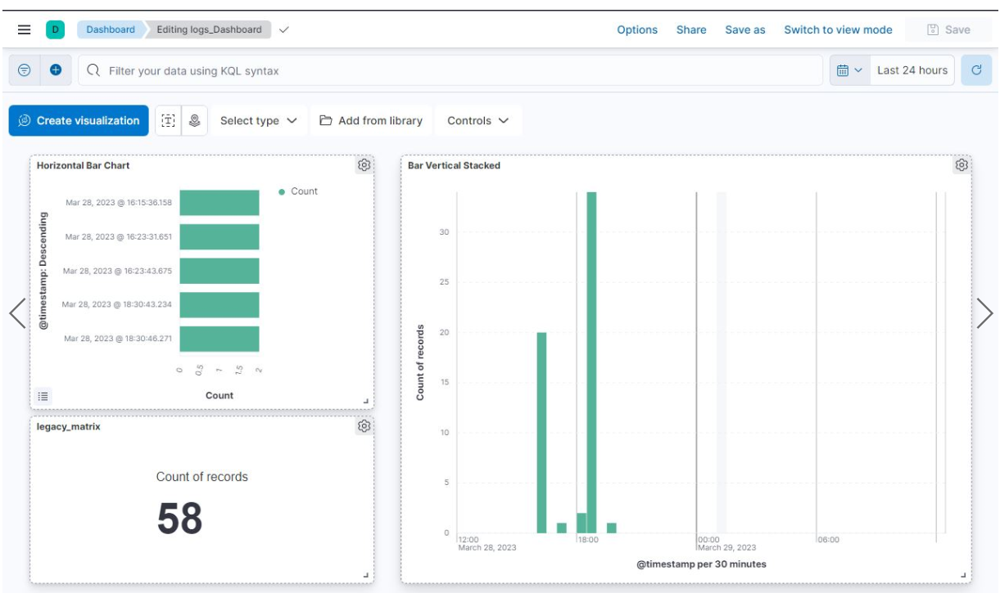 D Dashboard Editing logs_Dashboard Options Share Save as Switch to view mode Save
Filter your data using KQL syntax Last 24 hours
Create visualization T Select type Add from library Controls
Horizontal Bar Chart
Count
@timestamp: Descending
Mar 28, 2023 @ 16:15:36.158
Mar 28, 2023 @ 16:23:31.651
Mar 28, 2023 @ 16:23:43.675
Mar 28, 2023 @ 18:30:43.234
Mar 28, 2023 @ 18:30:46.271
0 0.5 1 1.5 2
Count
legacy_matrix
Count of records
58
Bar Vertical Stacked
Count of records
30
25
20
15
10
5
0
12:00 18:00 00:00 06:00
March 28, 2023 March 29, 2023
@timestamp per 30 minutes